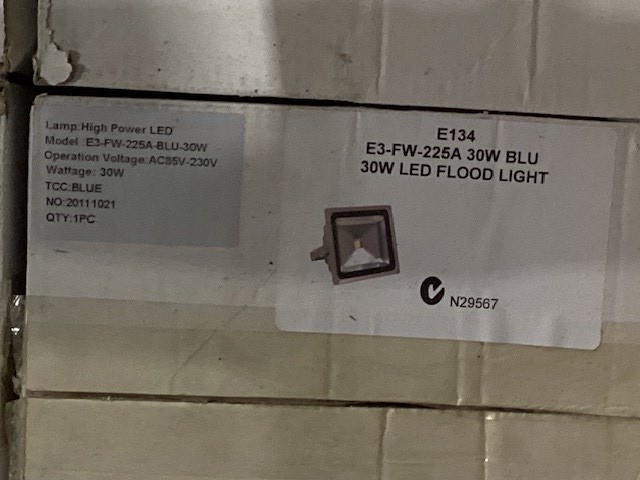 Lamp:High Power LED
Model :E3-FW-225A-BLU-30W
Operation Voltage:AC85V-230V
Wattage: 30W
TCC:BLUE
NO:20111021
QTY:1PC
E134
E3-FW-225A 30W BLU
30W LED FLOOD LIGHT
N29567